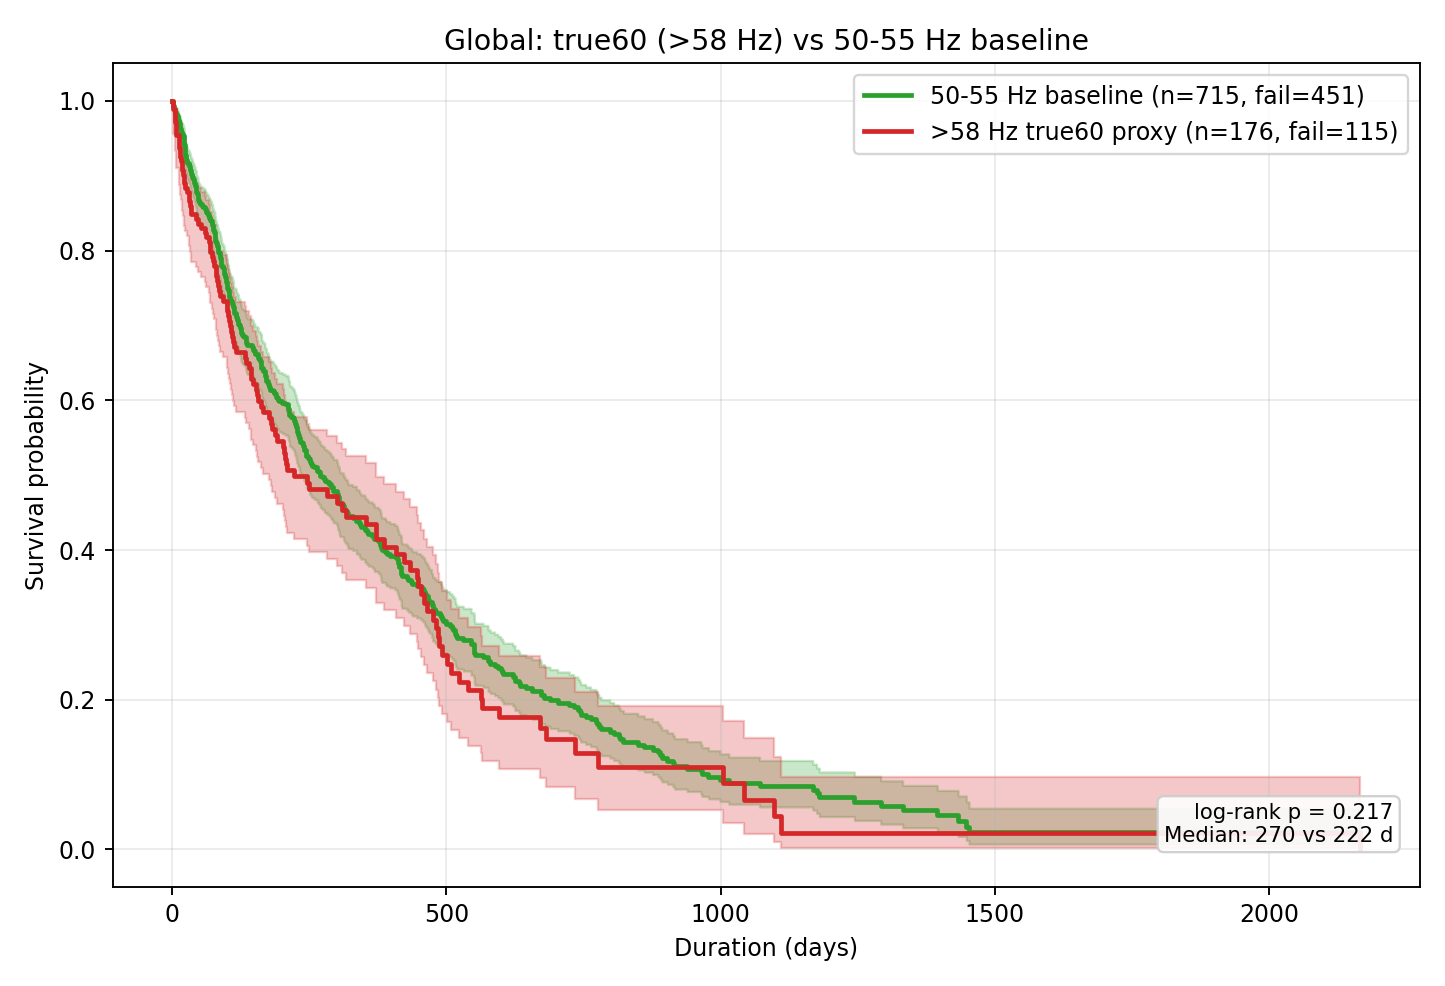 Global: true60 (>58 Hz) vs 50-55 Hz baseline
50-55 Hz baseline (n=715, fail=451)
>58 Hz true60 proxy (n=176, fail=115)
Survival probability
1.0
0.8
0.6
0.4
0.2
0.0
log-rank p = 0.217
Median: 270 vs 222 d
0
500
1000
1500
2000
Duration (days)